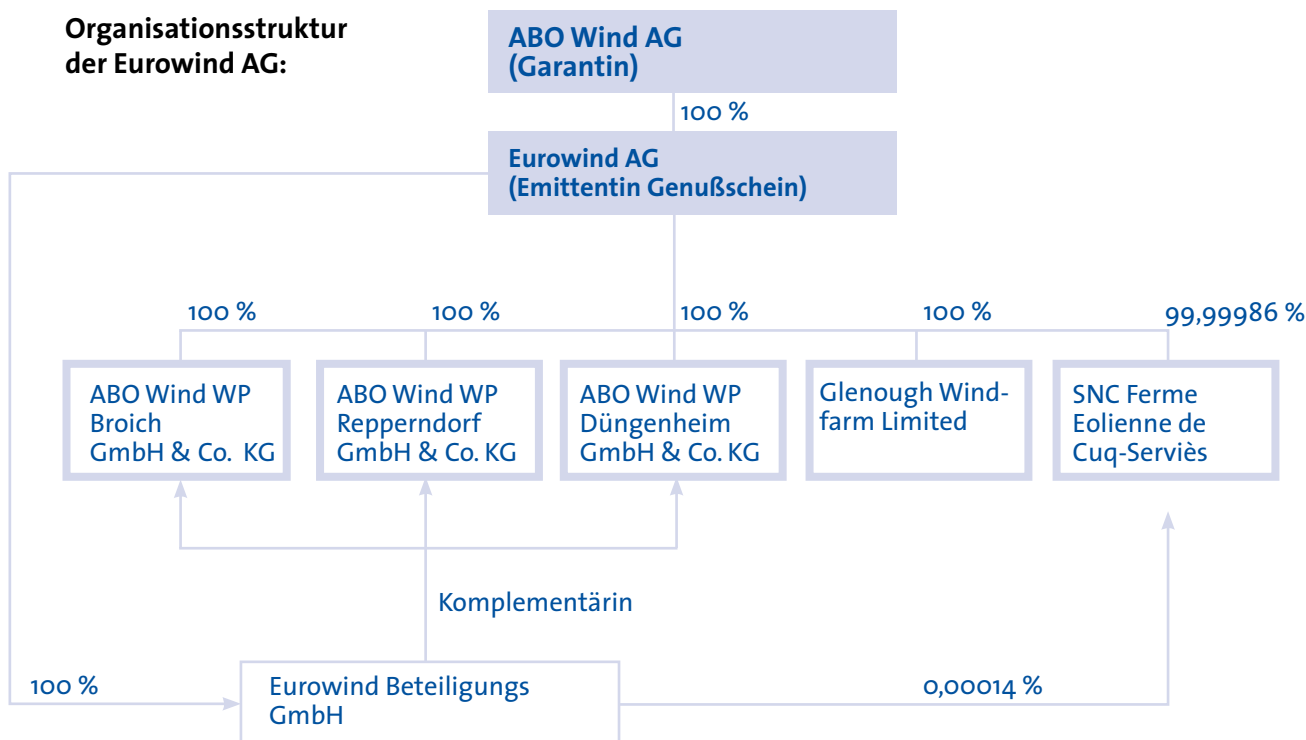 Organisationsstruktur
der Eurowind AG:
ABO Wind AG
(Garantin)
100 %
Eurowind AG
(Emittentin Genußschein)
100 %
100 %
100 %
100 %
99,99986 %
ABO Wind WP
Broich
GmbH & Co. KG
ABO Wind WP
Repperndorf
GmbH & Co. KG
ABO Wind WP
Düngenheim
GmbH & Co. KG
Glenough Wind-
farm Limited
SNC Ferme
Eolienne de
Cuq-Serviès
Komplementärin
100 %
Eurowind Beteiligungs
GmbH
0,00014 %